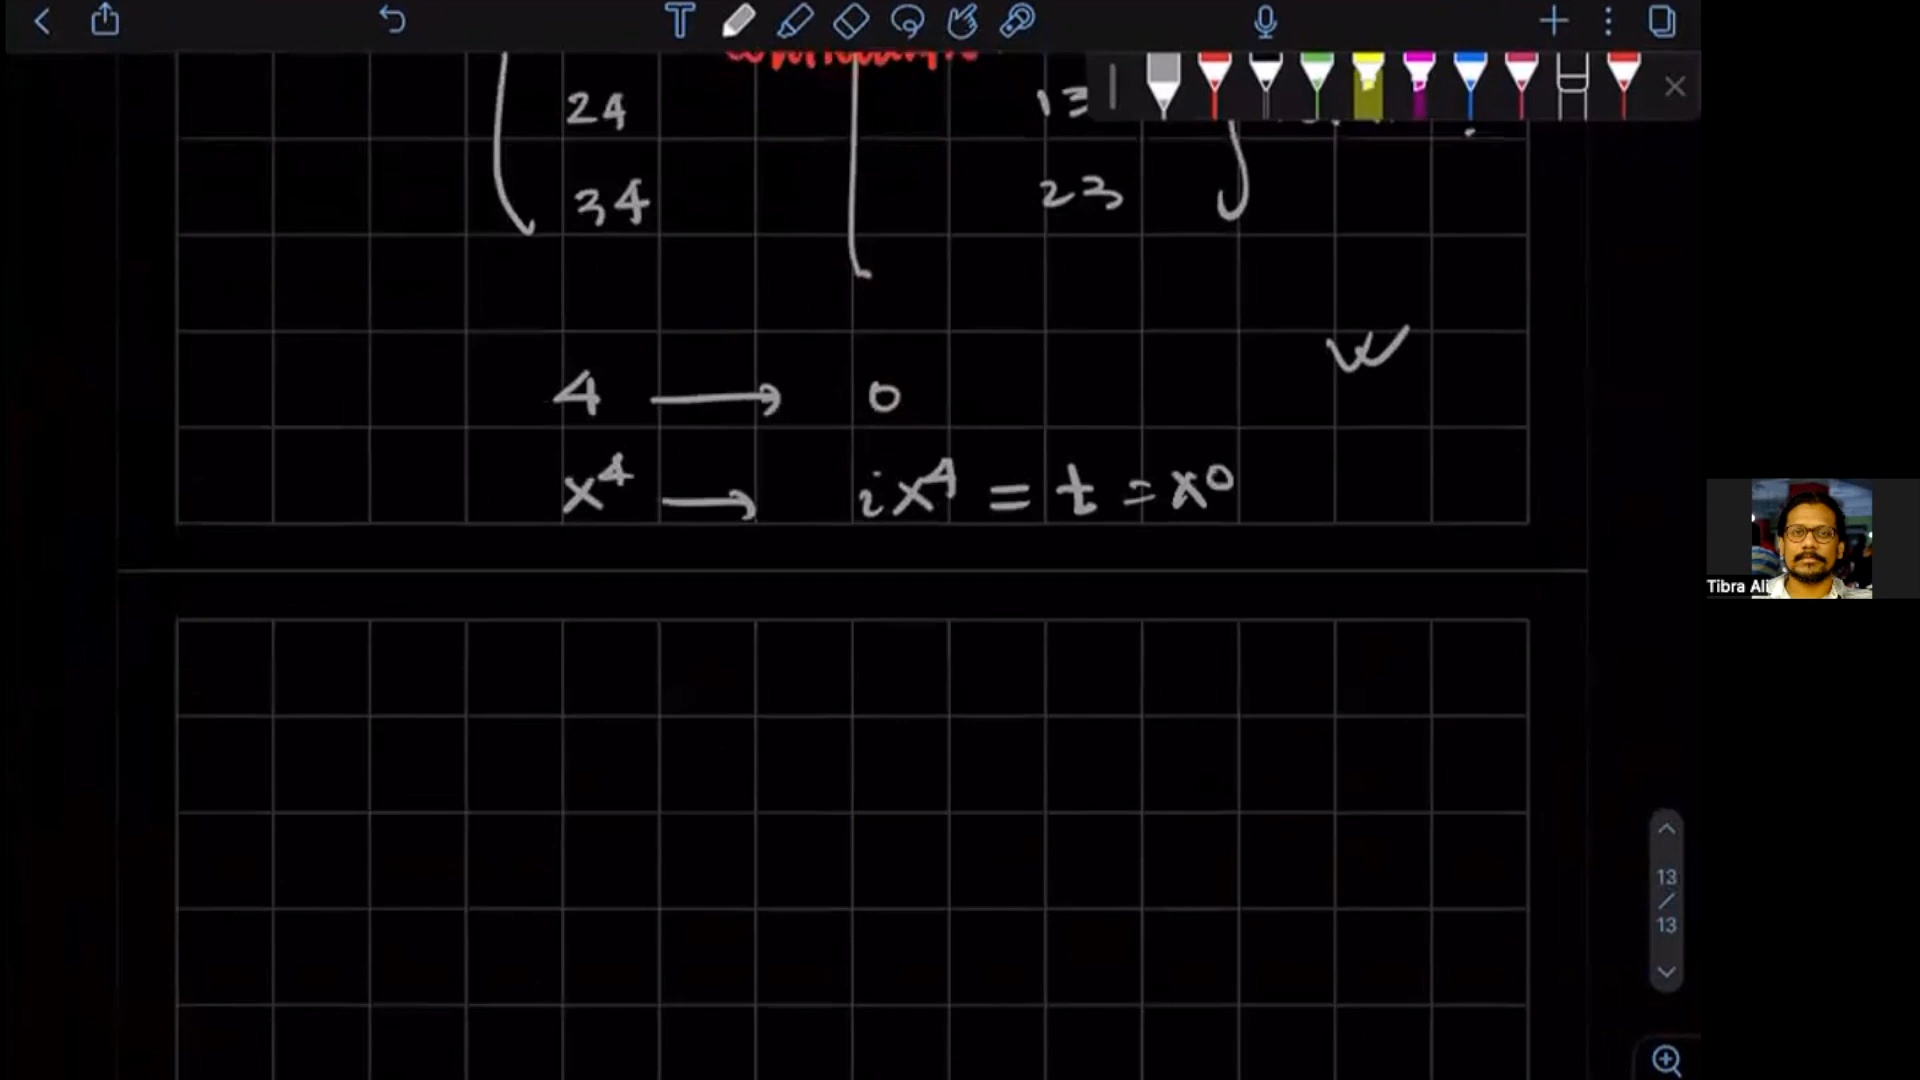 24 13
34 23
w
4 → 0
x⁴ → ix⁴ = t = x⁰
Tibra Ali
13
/
13